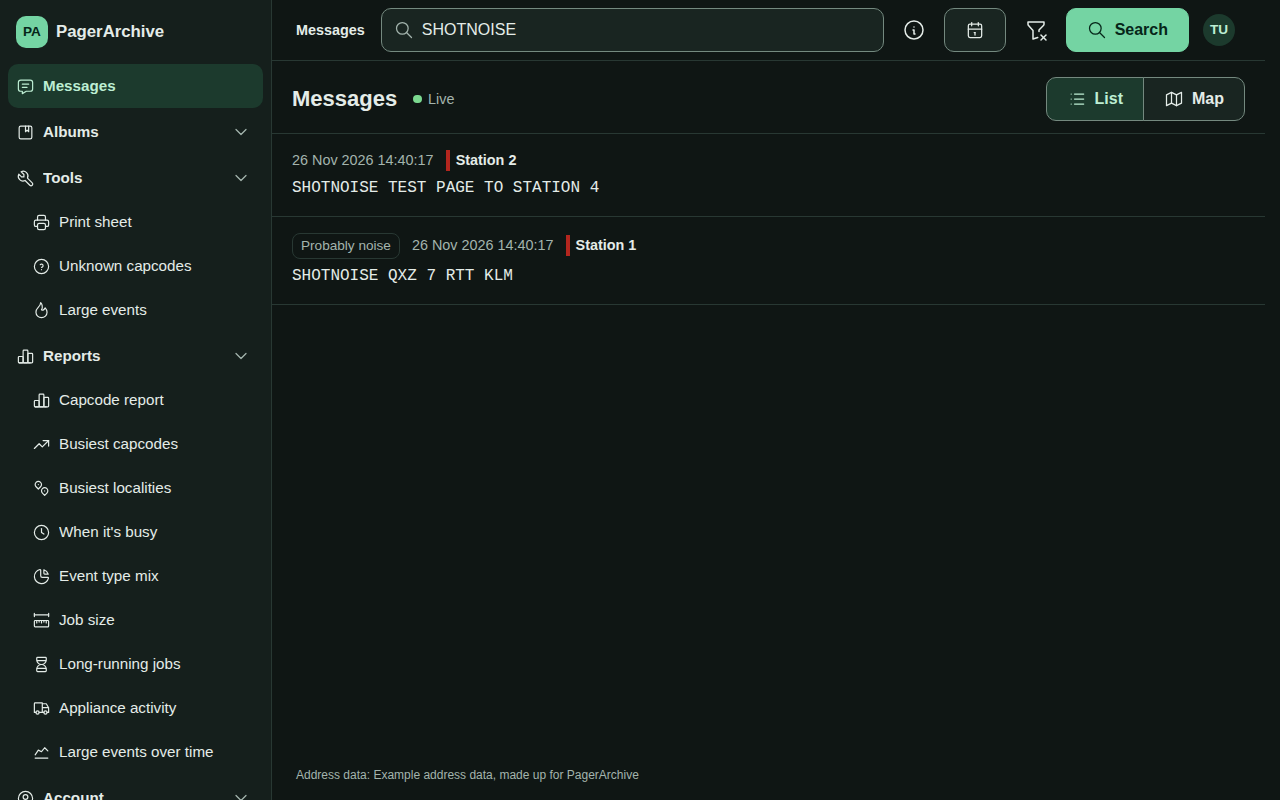 PA PagerArchive
Messages
Albums
Tools
Print sheet
Unknown capcodes
Large events
Reports
Capcode report
Busiest capcodes
Busiest localities
When it's busy
Event type mix
Job size
Long-running jobs
Appliance activity
Large events over time
Account
Messages SHOTNOISE Search TU
Messages Live List Map
26 Nov 2026 14:40:17 Station 2
SHOTNOISE TEST PAGE TO STATION 4
Probably noise 26 Nov 2026 14:40:17 Station 1
SHOTNOISE QXZ 7 RTT KLM
Address data: Example address data, made up for PagerArchive